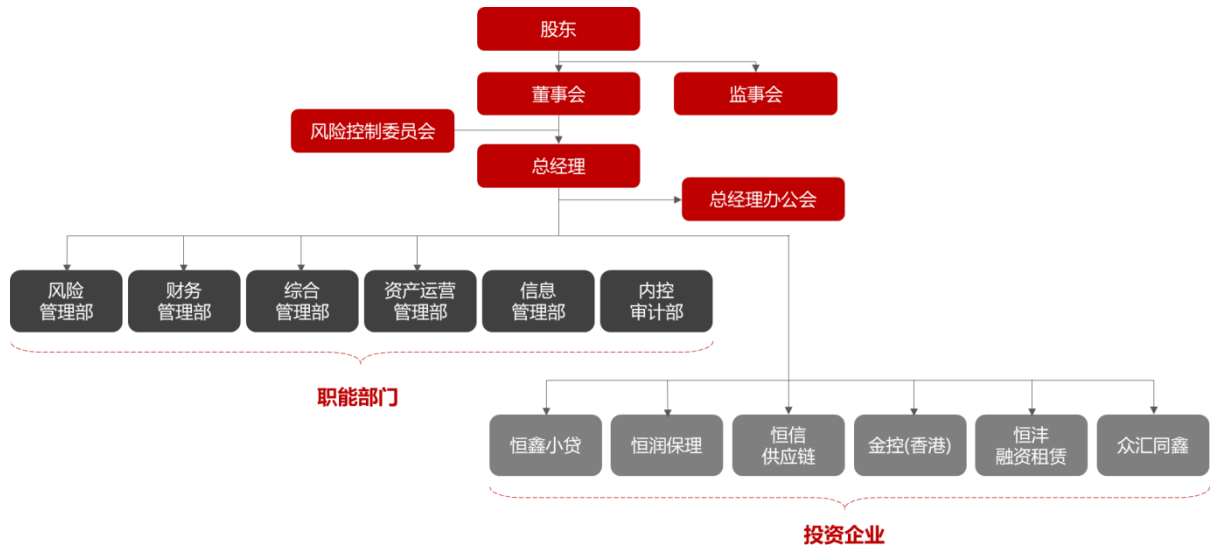 股东
董事会
监事会
风险控制委员会
总经理
总经理办公会
风险
管理部
财务
管理部
综合
管理部
资产运营
管理部
信息
管理部
内控
审计部
职能部门
恒鑫小贷
恒润保理
恒信
供应链
金控(香港)
恒沣
融资租赁
众汇同鑫
投资企业